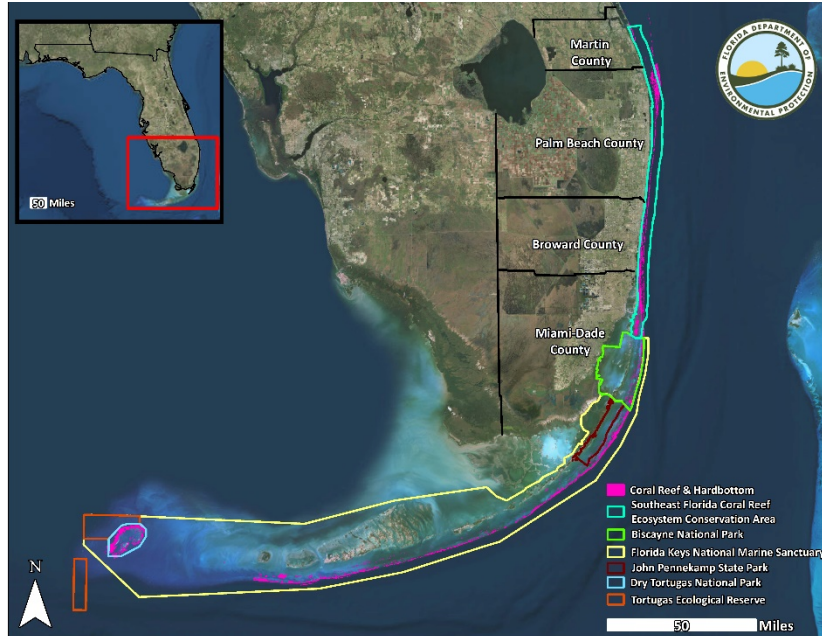 FLORIDA DEPARTMENT OF
ENVIRONMENTAL PROTECTION
Martin
County
Palm Beach County
Broward County
Miami-Dade
County
50 Miles
Coral Reef & Hardbottom
Southeast Florida Coral Reef
Ecosystem Conservation Area
Biscayne National Park
Florida Keys National Marine Sanctuary
John Pennekamp State Park
Dry Tortugas National Park
Tortugas Ecological Reserve
N
50 Miles